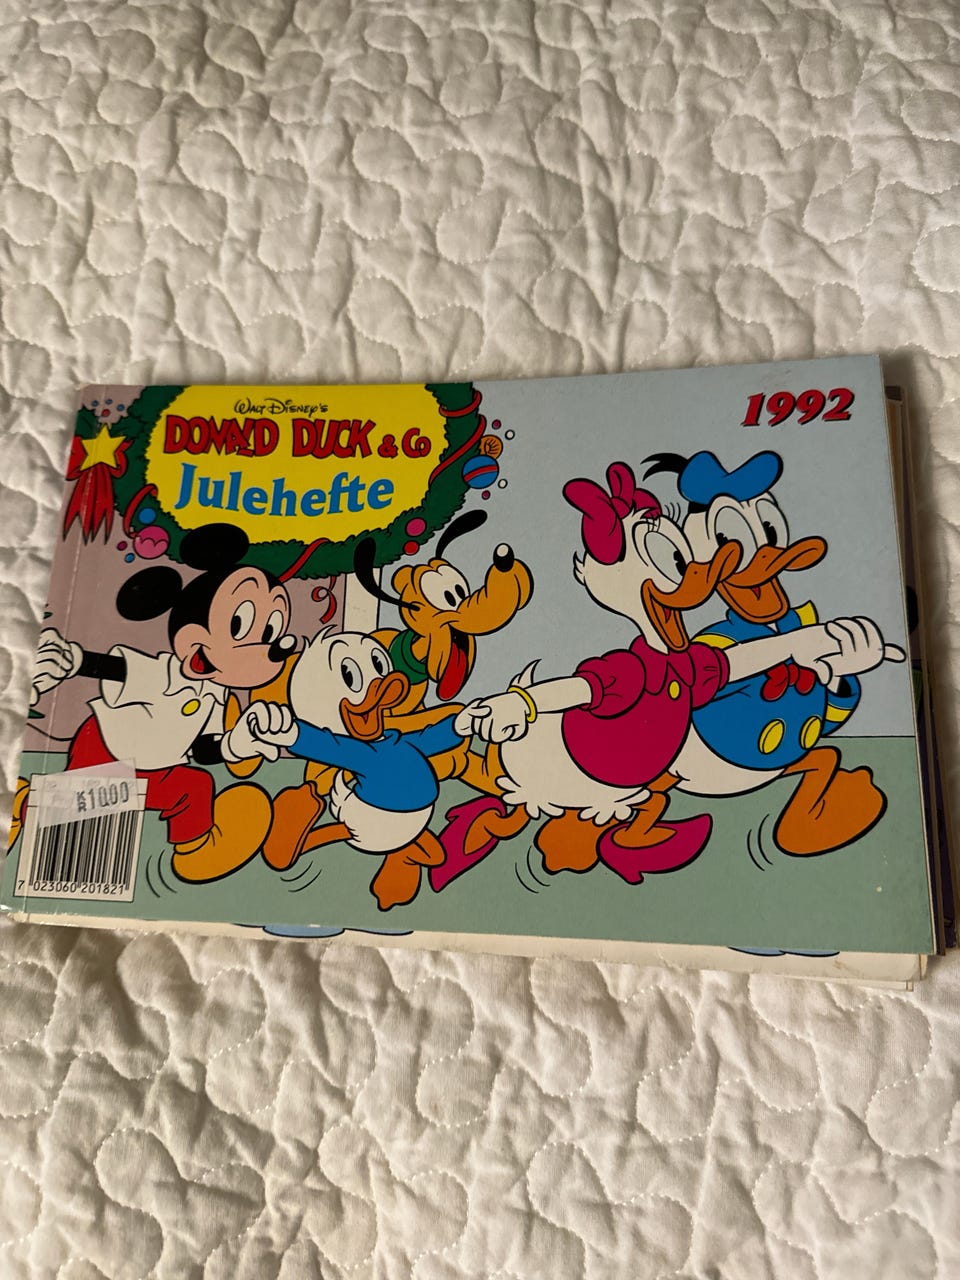 Walt Disney's
DONALD DUCK & Co
Julehefte
1992
KR 10.00
7 023060 201821